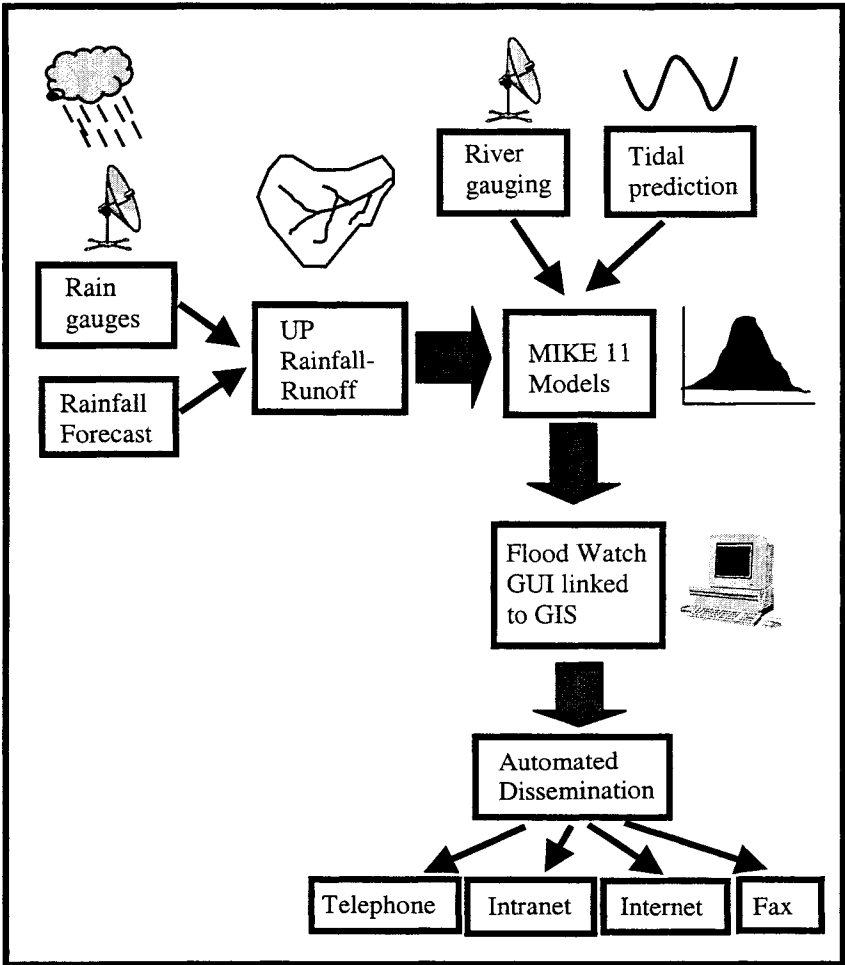 River
gauging
Tidal
prediction
Rain
gauges
Rainfall
Forecast
UP
Rainfall-
Runoff
MIKE 11
Models
Flood Watch
GUI linked
to GIS
Automated
Dissemination
Telephone
Intranet
Internet
Fax